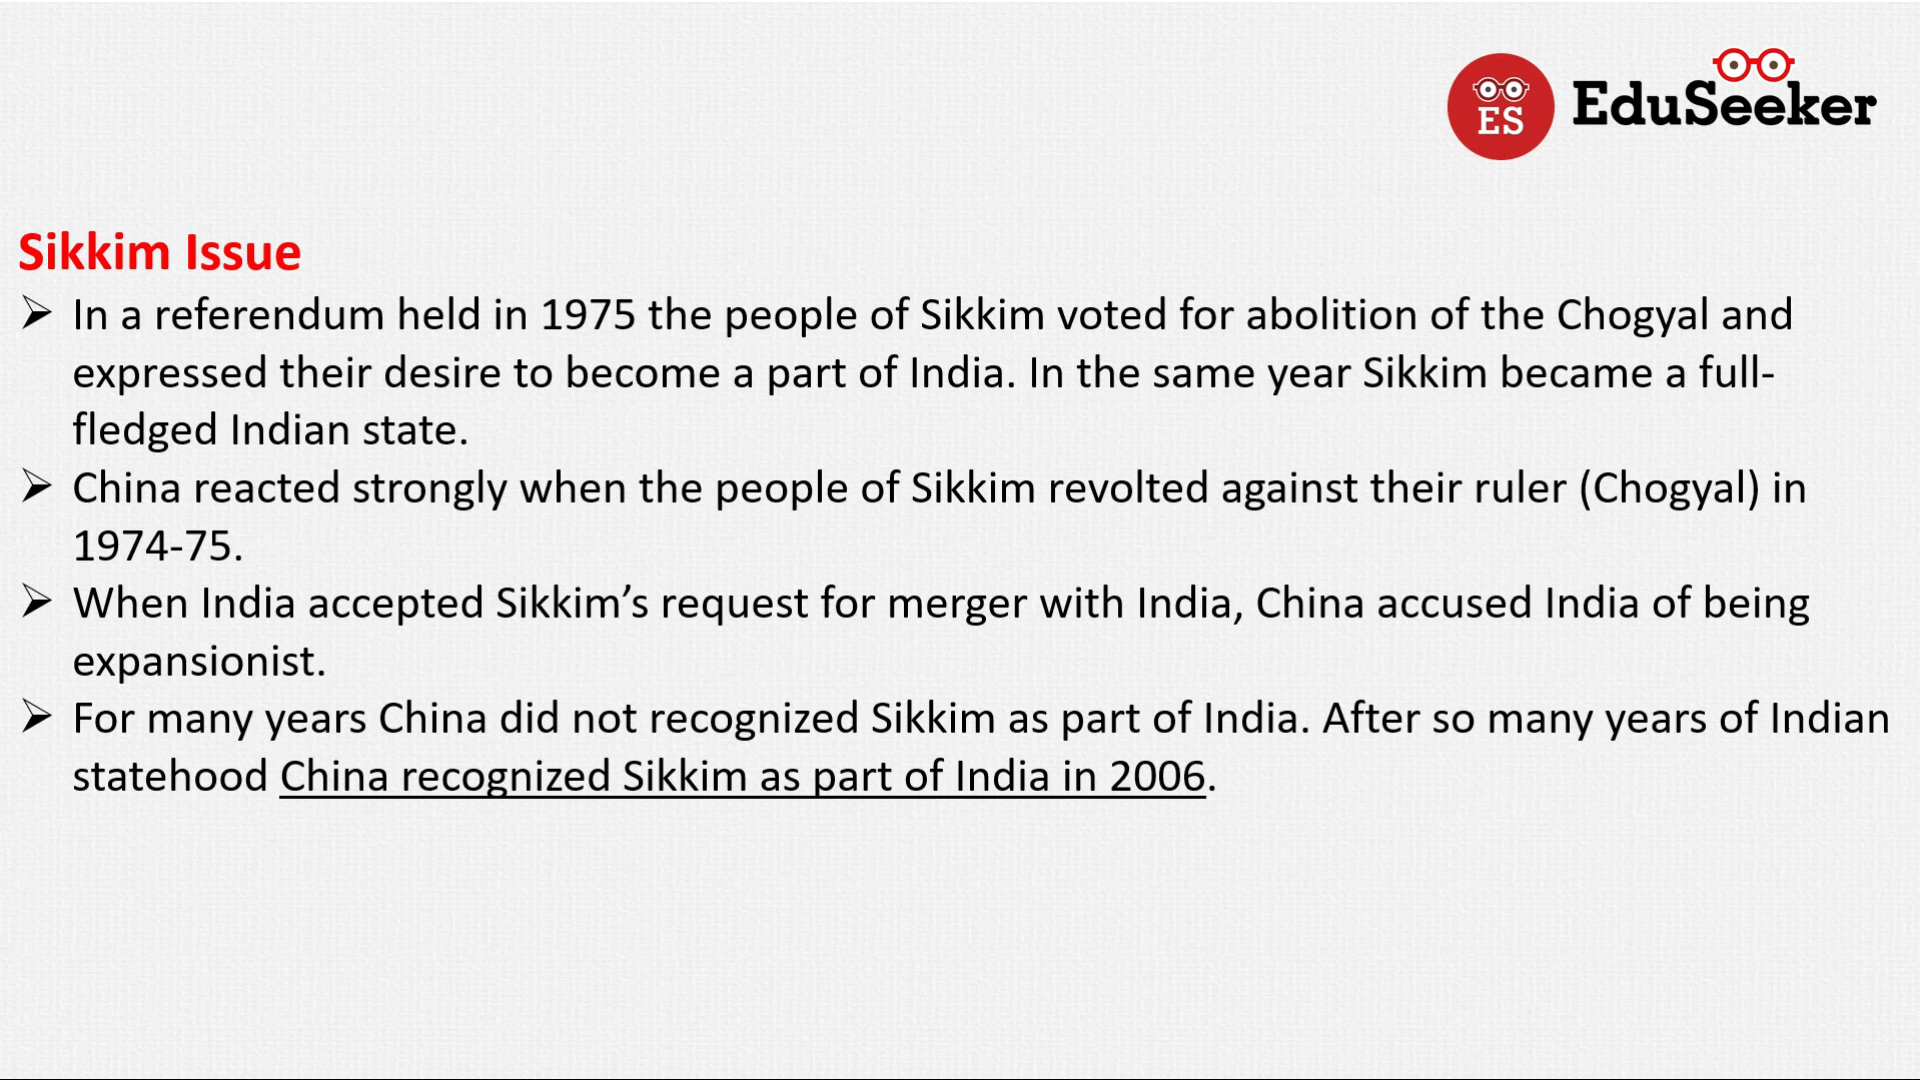 ES
EduSeeker
Sikkim Issue
➢ In a referendum held in 1975 the people of Sikkim voted for abolition of the Chogyal and
expressed their desire to become a part of India. In the same year Sikkim became a full-
fledged Indian state.
➢ China reacted strongly when the people of Sikkim revolted against their ruler (Chogyal) in
1974-75.
➢ When India accepted Sikkim’s request for merger with India, China accused India of being
expansionist.
➢ For many years China did not recognized Sikkim as part of India. After so many years of Indian
statehood China recognized Sikkim as part of India in 2006.